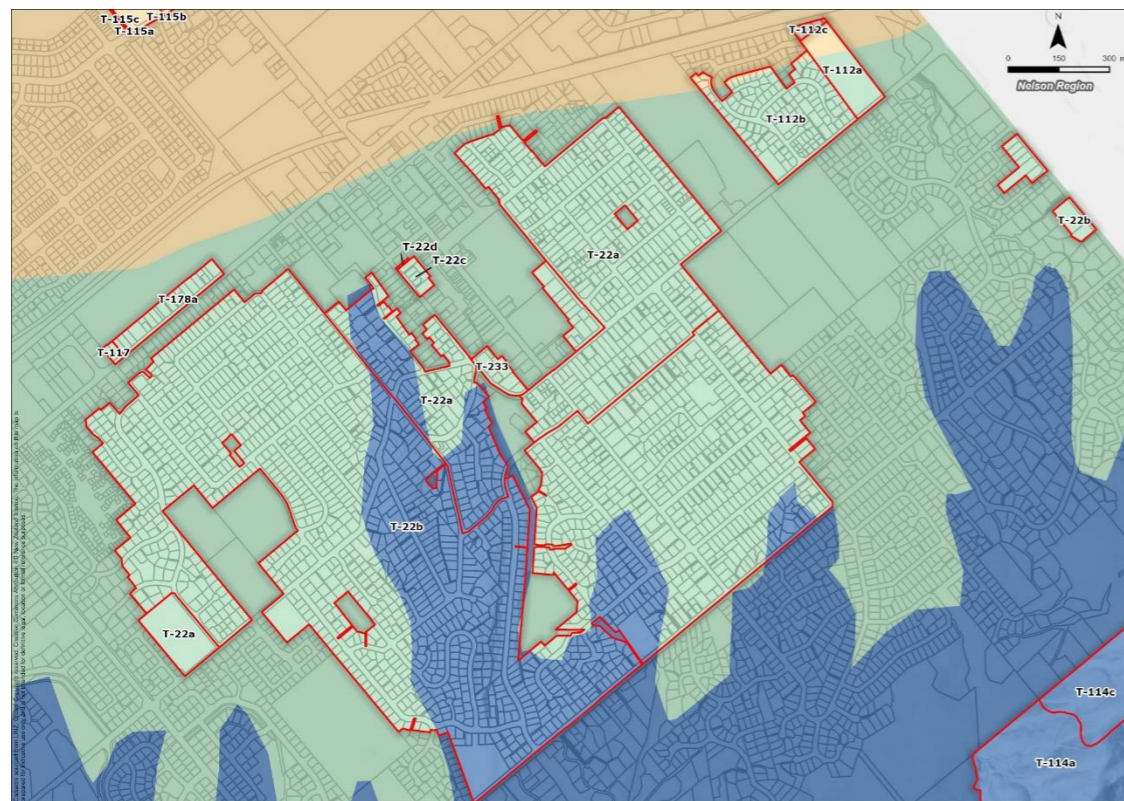 T-115c
T-115b
T-115a
T-112c
T-112a
T-112b
N
0 150 300 m
Nelson Region
T-22b
T-22d
T-22c
T-22a
T-178a
T-117
T-233
T-22a
T-22b
T-22a
T-114c
T-114a